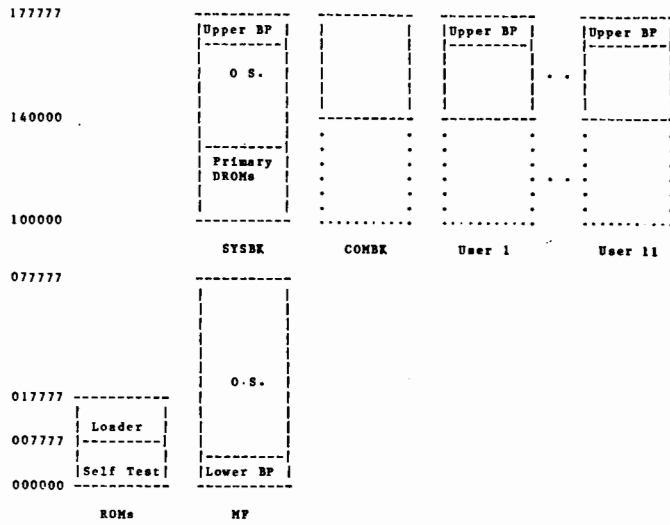 177777
Upper BP Upper BP Upper BP
O S. . . 
140000
Primary
DROMs . .
100000
SYSBK COMBK User 1 User 11
077777
O.S.
017777
Loader
007777
Self Test Lower BP
000000
ROMs MF